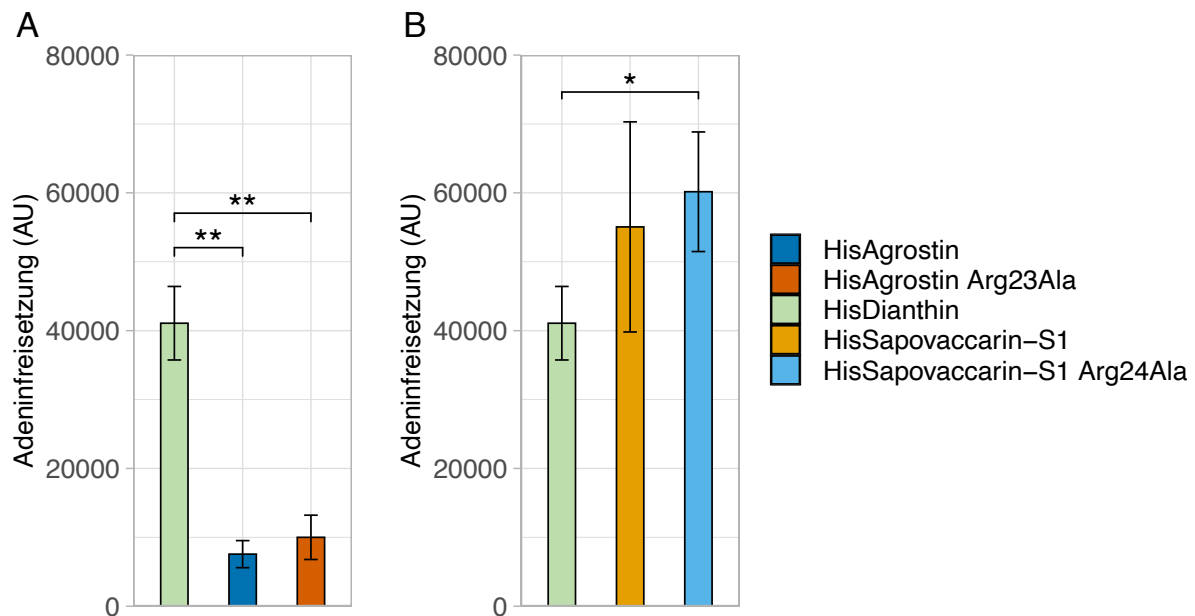 A
Adeninfreisetzung (AU)
80000
60000
40000
20000
0
**
**
B
Adeninfreisetzung (AU)
80000
60000
40000
20000
0
*
HisAgrostin
HisAgrostin Arg23Ala
HisDianthin
HisSapovaccarin−S1
HisSapovaccarin−S1 Arg24Ala